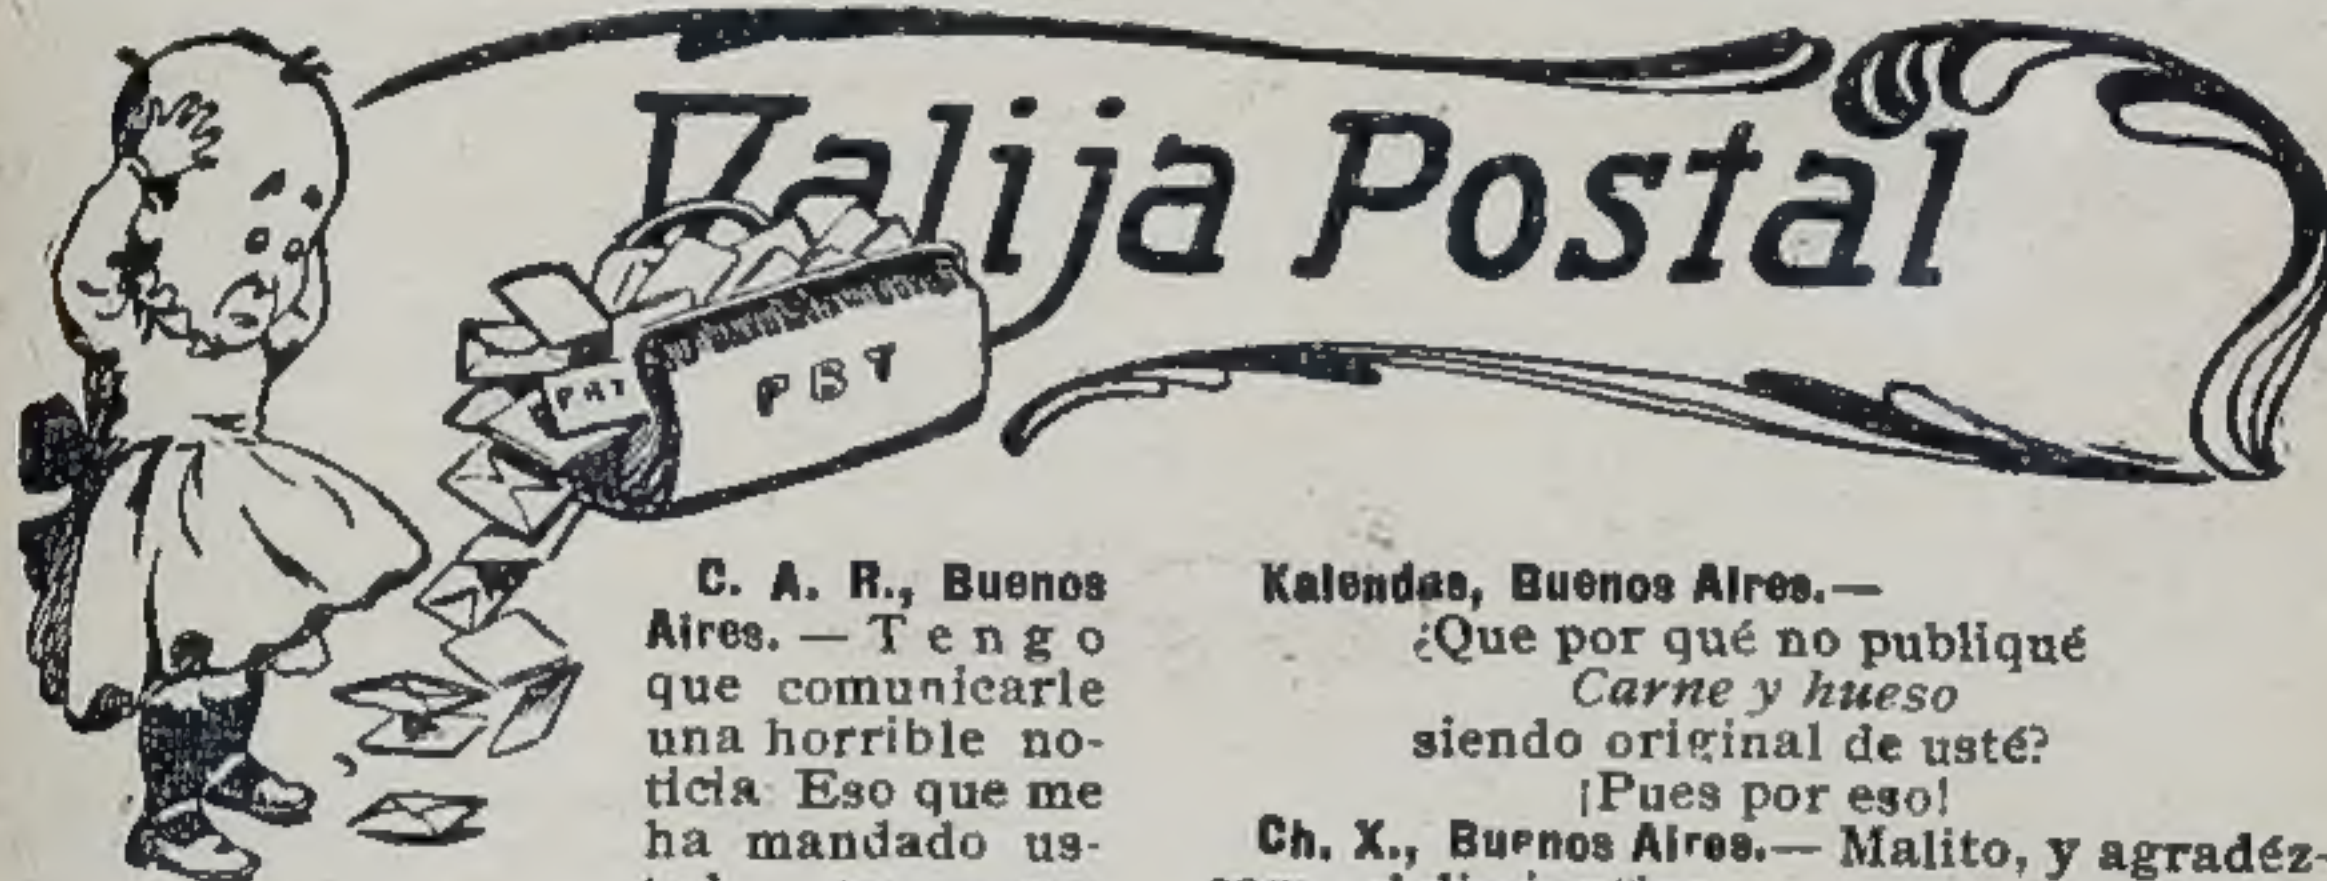 Valija Postal
PBT
PBT
C. A. R., Buenos
Aires. — Tengo
que comunicarle
una horrible no-
ticia Eso que me
ha mandado us-
Kalendas, Buenos Aires.—
¿Que por qué no publiqué
Carne y hueso
siendo original de usté?
¡Pues por eso!
Ch. X., Buenos Aires.— Malito, y agradéz-